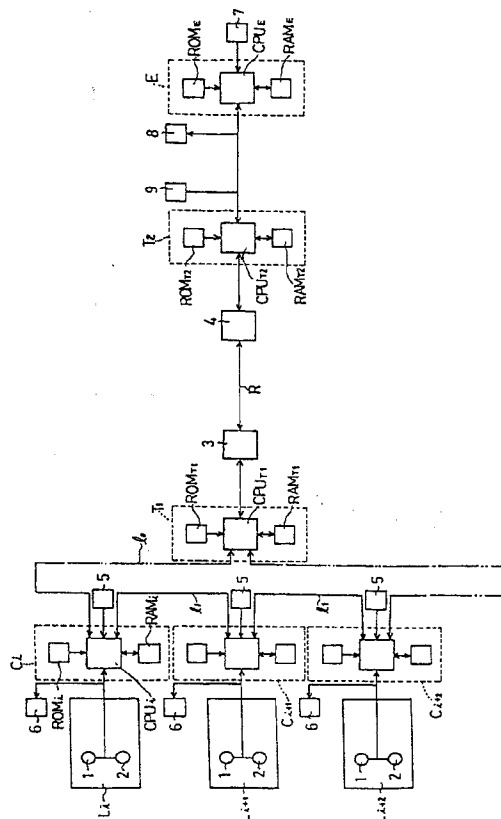 Li
1
2
6
Ci
ROMi
CPUi
RAMi
5
l0
Li+1
1
2
6
Ci+1
5
li
Li+2
1
2
6
Ci+2
5
li
T1
ROMT1
CPUT1
RAMT1
3
R
4
T2
ROMT2
CPUT2
RAMT2
9
8
E
ROME
CPUE
RAME
7